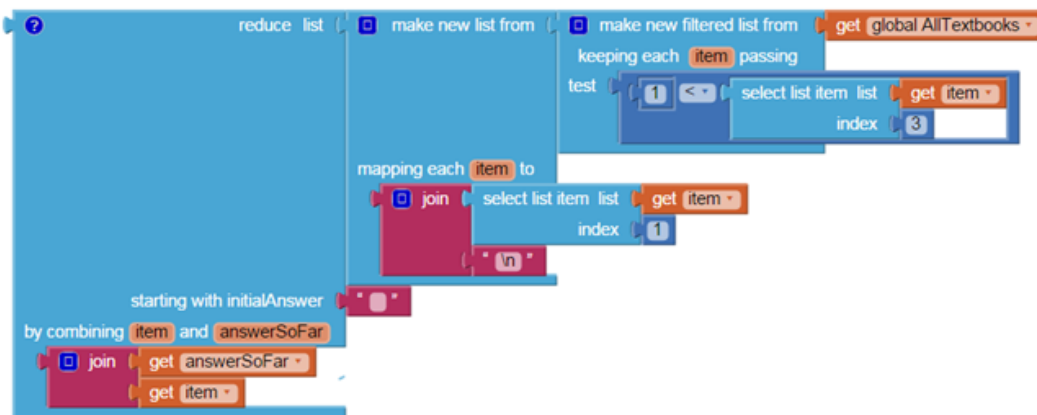 ? reduce list make new list from make new filtered list from get global AllTextbooks
keeping each item passing
test 1 < select list item list get item
index 3
mapping each item to
join select list item list get item
index 1
" \n "
starting with initialAnswer " "
by combining item and answerSoFar
join get answerSoFar
get item